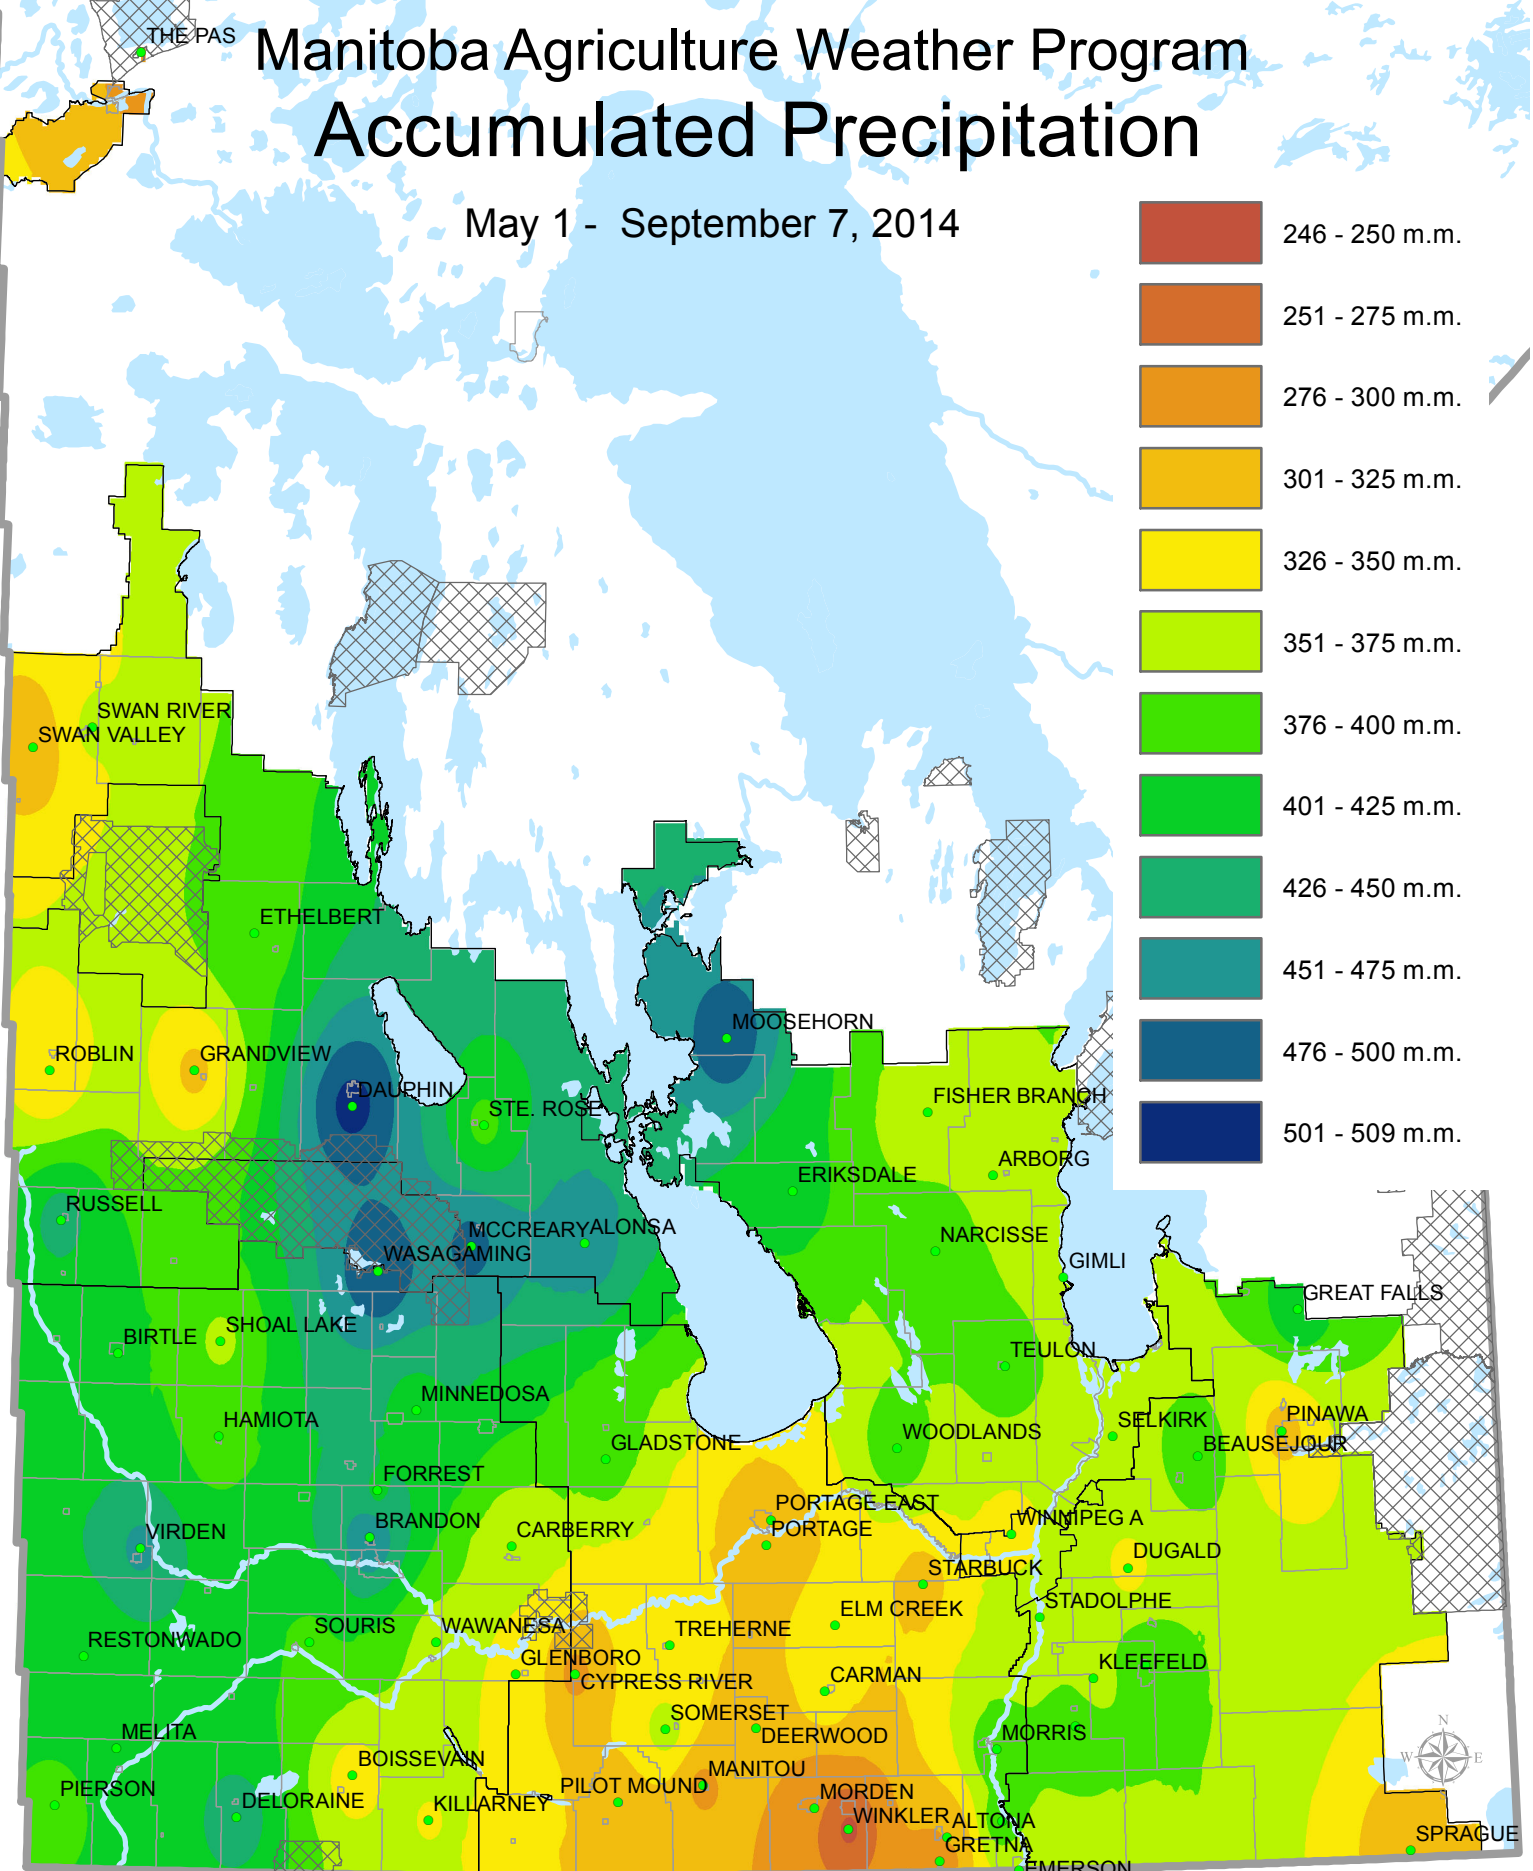 THE PAS
Manitoba Agriculture Weather Program
Accumulated Precipitation
May 1 - September 7, 2014
246 - 250 m.m.
251 - 275 m.m.
276 - 300 m.m.
301 - 325 m.m.
326 - 350 m.m.
351 - 375 m.m.
376 - 400 m.m.
401 - 425 m.m.
426 - 450 m.m.
451 - 475 m.m.
476 - 500 m.m.
501 - 509 m.m.
SWAN RIVER
SWAN VALLEY
ETHELBERT
MOOSEHORN
ROBLIN
GRANDVIEW
DAUPHIN
FISHER BRANCH
STE. ROSE
ARBORG
ERIKSDALE
RUSSELL
MCCREARY
ALONSA
NARCISSE
WASAGAMING
GIMLI
GREAT FALLS
SHOAL LAKE
BIRTLE
TEULON
MINNEDOSA
HAMIOTA
PINAWA
SELKIRK
WOODLANDS
GLADSTONE
BEAUSEJOUR
FORREST
PORTAGE EAST
WINNIPEG A
BRANDON
CARBERRY
PORTAGE
VIRDEN
DUGALD
STARBUCK
STADOLPHE
ELM CREEK
SOURIS
WAWANESA
TREHERNE
RESTONWADO
GLENBORO
KLEEFELD
CYPRESS RIVER
CARMAN
SOMERSET
MELITA
DEERWOOD
MORRIS
N
W
E
S
BOISSEVAIN
MANITOU
PIERSON
PILOT MOUND
MORDEN
DELORAINE
KILLARNEY
WINKLER
ALTONA
SPRAGUE
GRETNA
EMERSON